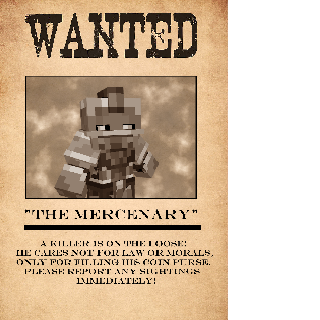 WANTED
"THE MERCENARY"
A KILLER IS ON THE LOOSE!
HE CARES NOT FOR LAW OR MORALS,
ONLY FOR FILLING HIS COIN PURSE.
PLEASE REPORT ANY SIGHTINGS
IMMEDIATELY!